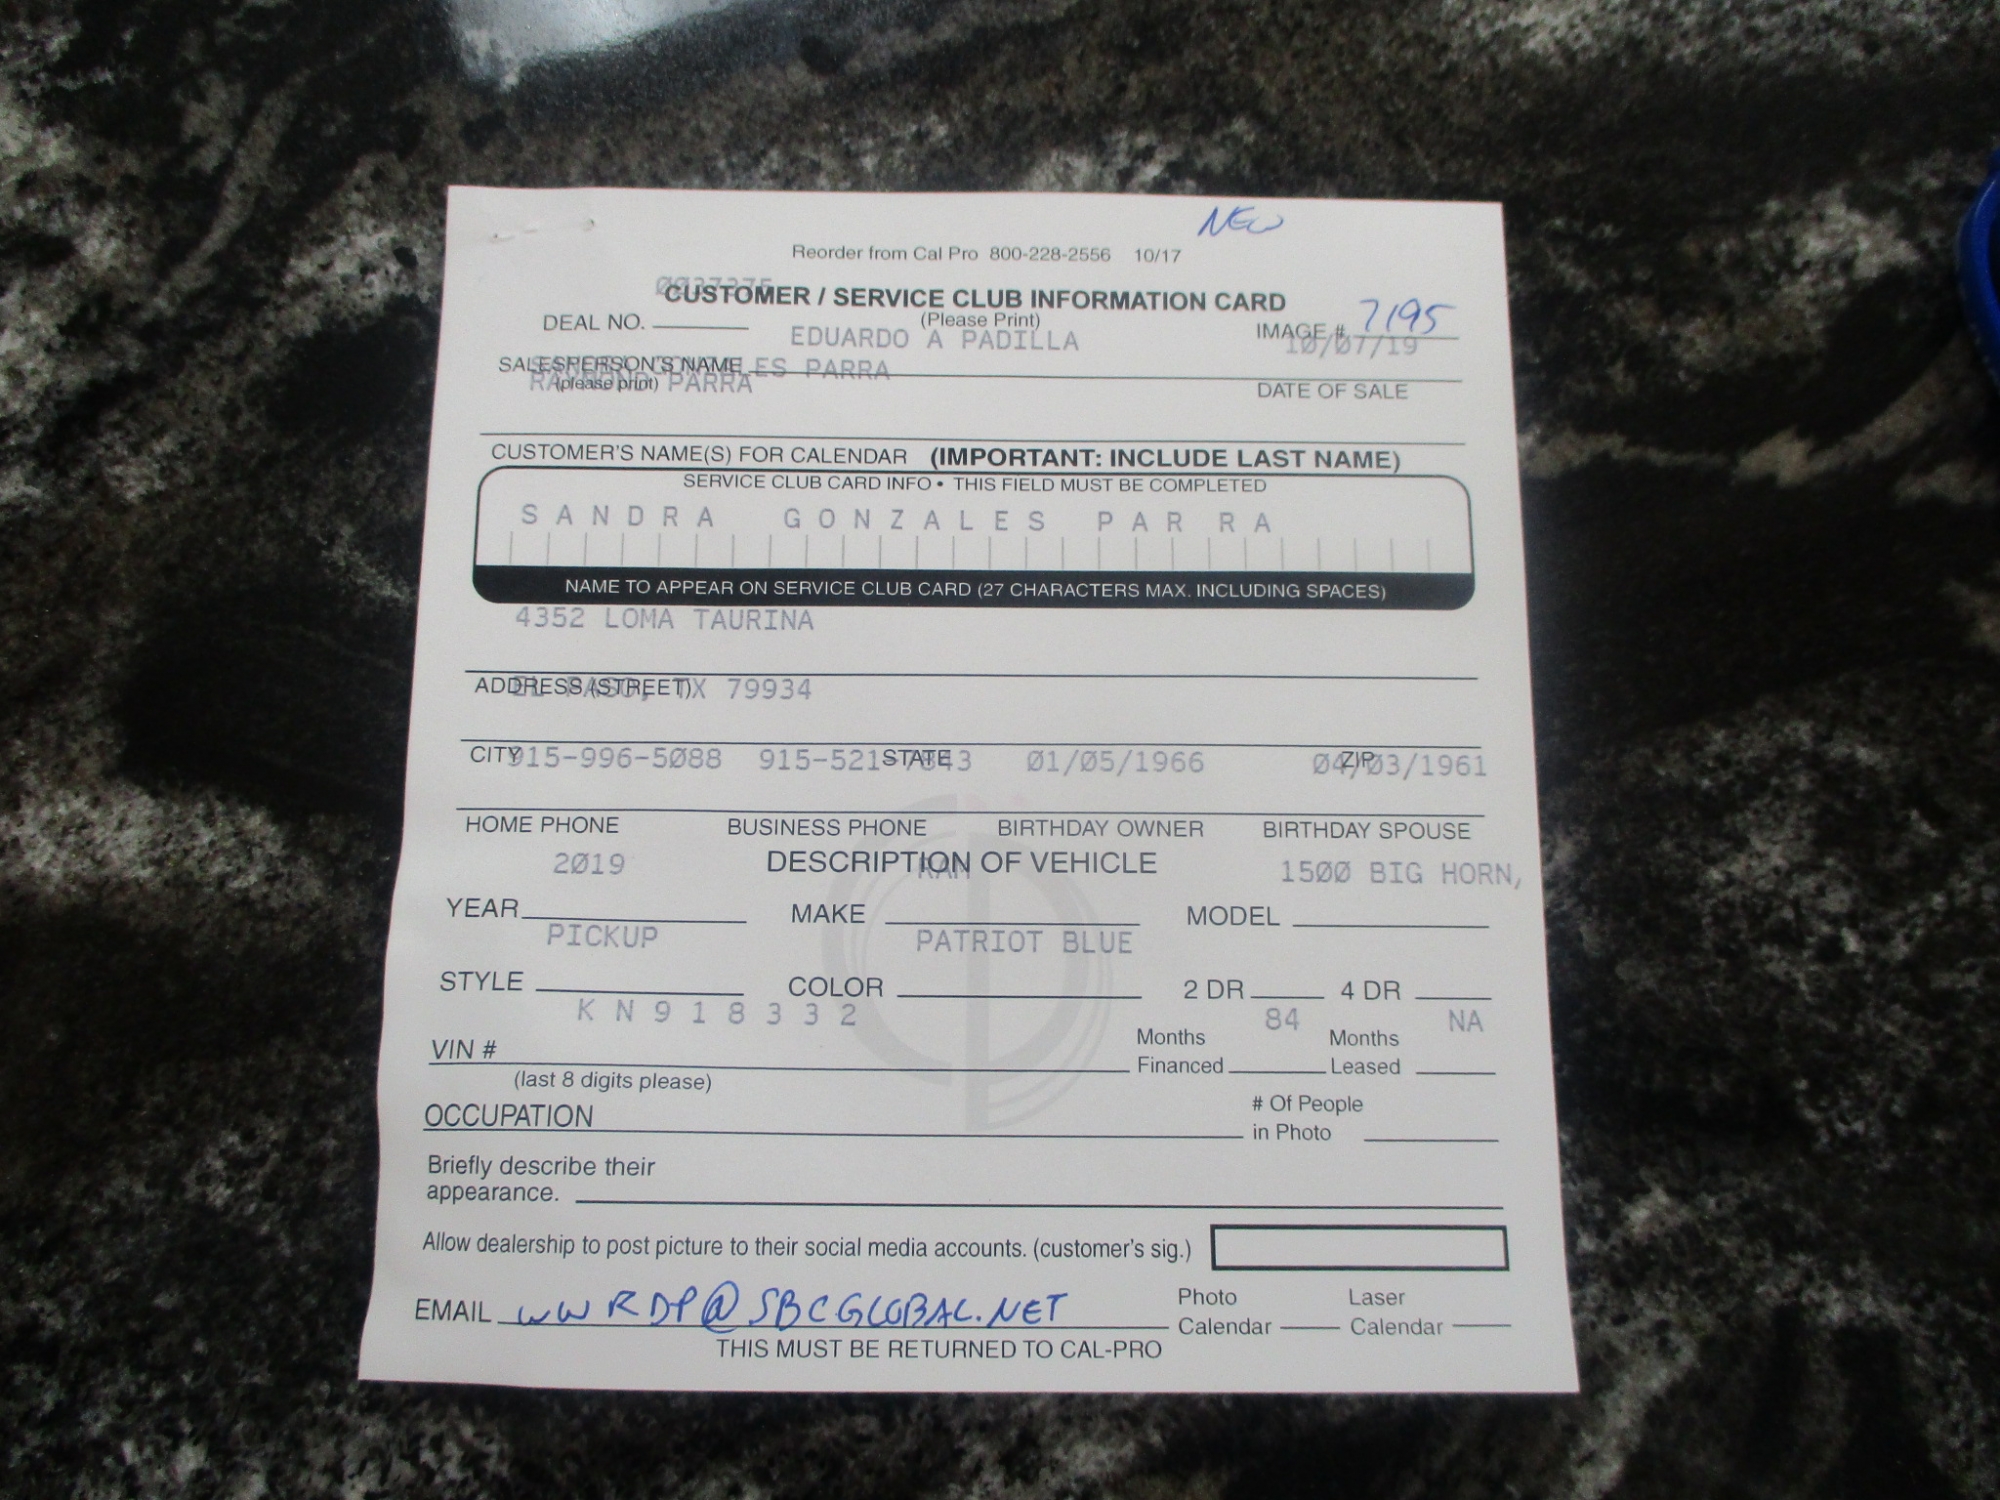 NEW
Reorder from Cal Pro 800-228-2556 10/17
CUSTOMER / SERVICE CLUB INFORMATION CARD
(Please Print)
DEAL NO.
IMAGE # 7195
EDUARDO A PADILLA
10/07/19
SALESPERSON'S NAME
ES PARRA
(please print)
PARRA
DATE OF SALE
CUSTOMER'S NAME(S) FOR CALENDAR (IMPORTANT: INCLUDE LAST NAME)
SERVICE CLUB CARD INFO • THIS FIELD MUST BE COMPLETED
SANDRA GONZALES PARRA
NAME TO APPEAR ON SERVICE CLUB CARD (27 CHARACTERS MAX. INCLUDING SPACES)
4352 LOMA TAURINA
ADDRESS (STREET)
EL PASO, TX 79934
CITY STATE ZIP
915-996-5088 01/05/1966 04/03/1961
HOME PHONE BUSINESS PHONE BIRTHDAY OWNER BIRTHDAY SPOUSE
DESCRIPTION OF VEHICLE
2019 RAM 1500 BIG HORN,
YEAR MAKE MODEL
PICKUP PATRIOT BLUE
STYLE COLOR 2 DR 4 DR
KN918332 84 NA
VIN # Months Financed Months Leased
(last 8 digits please)
OCCUPATION # Of People in Photo
Briefly describe their
appearance.
Allow dealership to post picture to their social media accounts. (customer's sig.)
EMAIL wwRDP@SBCGLOBAL.NET Photo Calendar Laser Calendar
THIS MUST BE RETURNED TO CAL-PRO